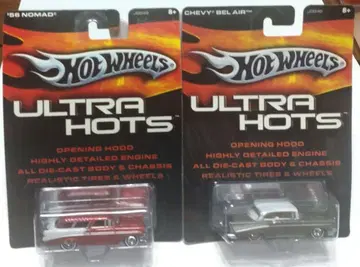 '56 NOMAD
8+
HOT WHEELS
ULTRA
HOTS
OPENING HOOD
HIGHLY DETAILED ENGINE
ALL DIE-CAST BODY & CHASSIS
REALISTIC TIRES & WHEELS
CHEVY BEL AIR
8+
HOT WHEELS
ULTRA
HOTS
OPENING HOOD
HIGHLY DETAILED ENGINE
ALL DIE-CAST BODY & CHASSIS
REALISTIC TIRES & WHEELS